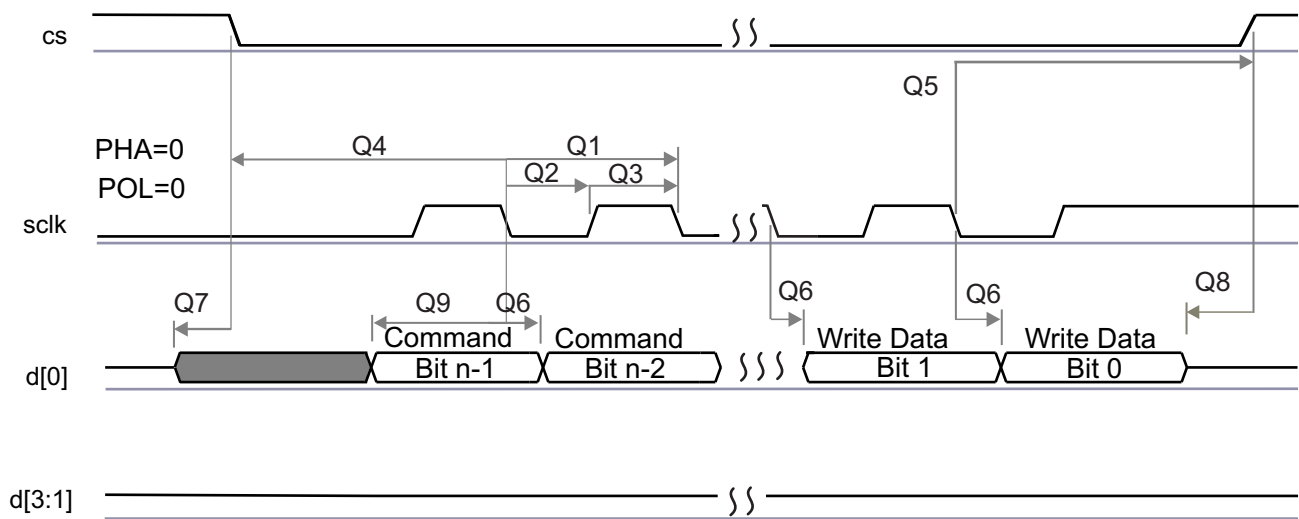 cs
Q5
PHA=0
Q4
Q1
POL=0
Q2
Q3
sclk
Q7
Q9
Q6
Q6
Q6
Q8
Command
Command
Write Data
Write Data
d[0]
Bit n-1
Bit n-2
Bit 1
Bit 0
d[3:1]